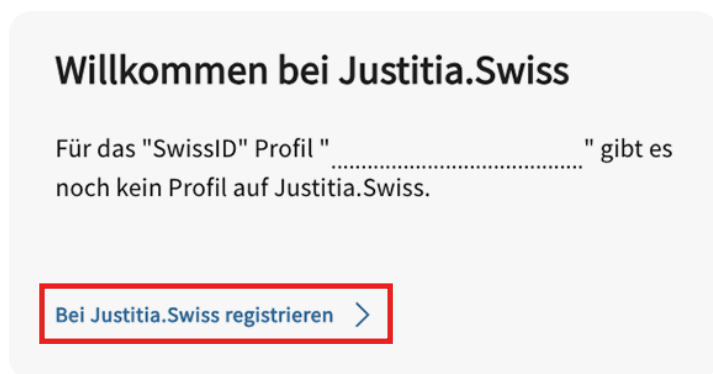 Willkommen bei Justitia.Swiss
Für das "SwissID" Profil "........................................" gibt es
noch kein Profil auf Justitia.Swiss.
Bei Justitia.Swiss registrieren